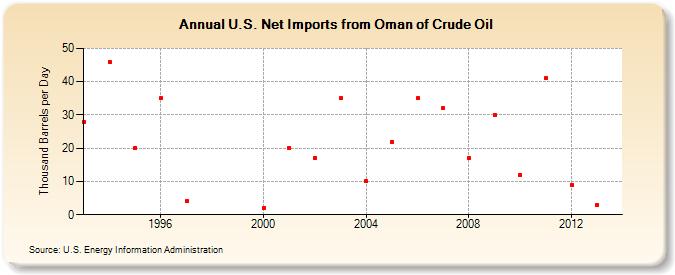 Annual U.S. Net Imports from Oman of Crude Oil
Thousand Barrels per Day
50
40
30
20
10
0
1996 2000 2004 2008 2012
Source: U.S. Energy Information Administration